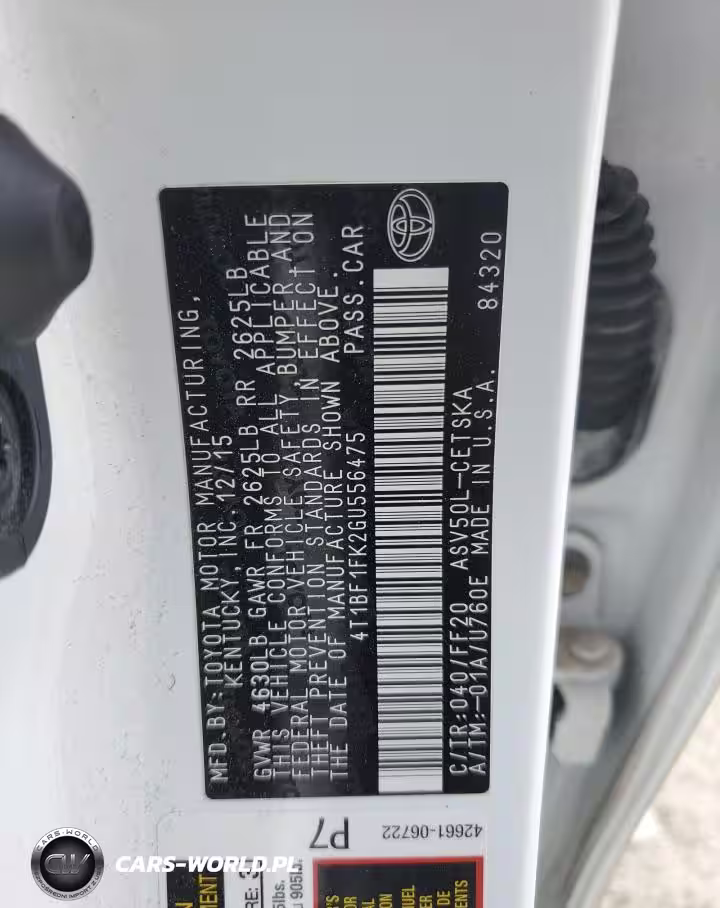 MFD.BY:TOYOTA MOTOR MANUFACTURING,
KENTUCKY, INC. 12/15
GVWR 4630LB GAWR FR 2625LB RR 2625LB
THIS VEHICLE CONFORMS TO ALL APPLICABLE
FEDERAL MOTOR VEHICLE SAFETY, BUMPER AND
THEFT PREVENTION STANDARDS IN EFFECT ON
THE DATE OF MANUFACTURE SHOWN ABOVE.
4T1BF1FK2GU556475 PASS.CAR
C/TR:040/FF20 ASV50L-CETSKA
A/TM:-01A/U760E MADE IN U.S.A. 84320
P7
42661-06722
CARS-WORLD
CW
CARS-WORLD.PL